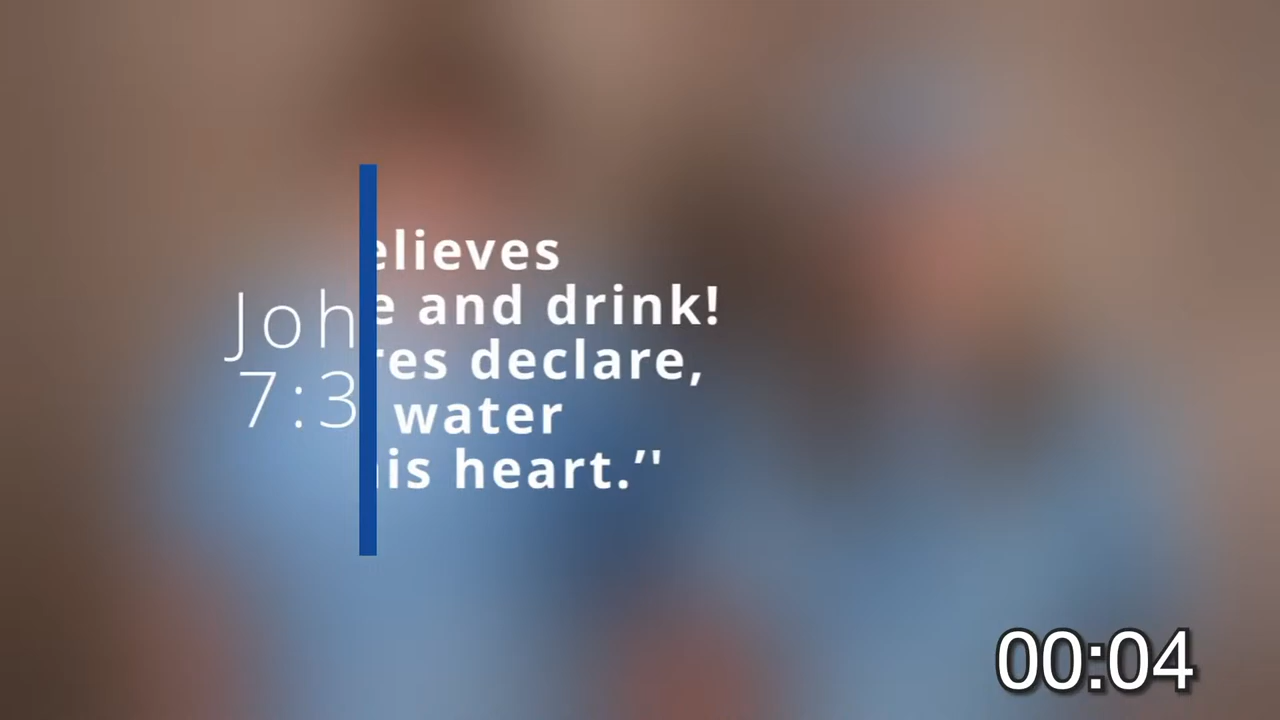 Joh
7:3
elieves
e and drink!
res declare,
water
is heart.’'
00:04